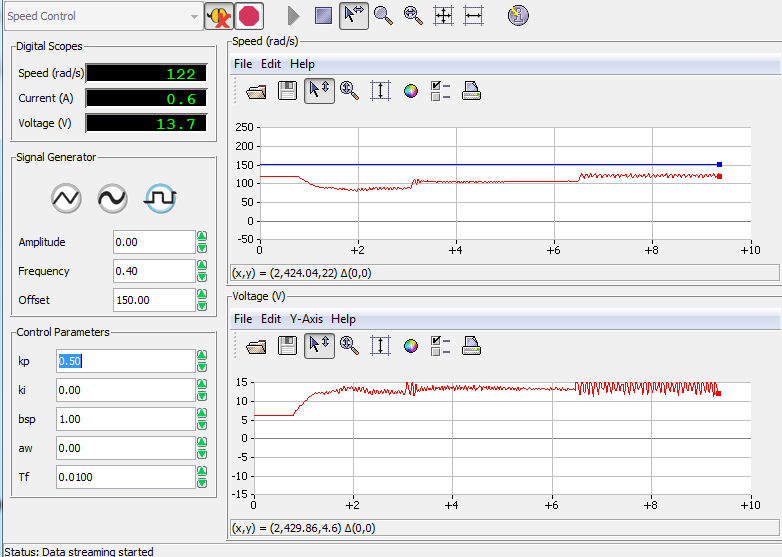 Speed Control
Digital Scopes
Speed (rad/s) 122
Current (A) 0.6
Voltage (V) 13.7
Signal Generator
Amplitude 0.00
Frequency 0.40
Offset 150.00
Control Parameters
kp 0.50
ki 0.00
bsp 1.00
aw 0.00
Tf 0.0100
Speed (rad/s)
File Edit Help
250
200
150
100
50
0
-50
0 +2 +4 +6 +8 +10
(x,y) = (2,424.04,22) Δ(0,0)
Voltage (V)
File Edit Y-Axis Help
15
10
5
0
-5
-10
-15
0 +2 +4 +6 +8 +10
(x,y) = (2,429.86,4.6) Δ(0,0)
Status: Data streaming started